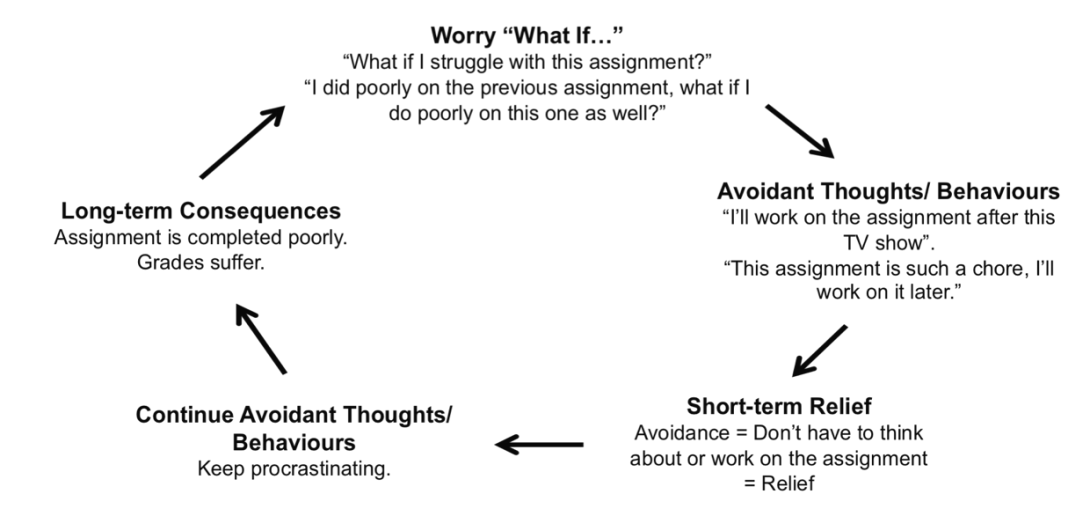 Worry “What If…”
“What if I struggle with this assignment?”
“I did poorly on the previous assignment, what if I
do poorly on this one as well?”
Avoidant Thoughts/ Behaviours
“I’ll work on the assignment after this
TV show”.
“This assignment is such a chore, I’ll
work on it later.”
Short-term Relief
Avoidance = Don’t have to think
about or work on the assignment
= Relief
Continue Avoidant Thoughts/
Behaviours
Keep procrastinating.
Long-term Consequences
Assignment is completed poorly.
Grades suffer.